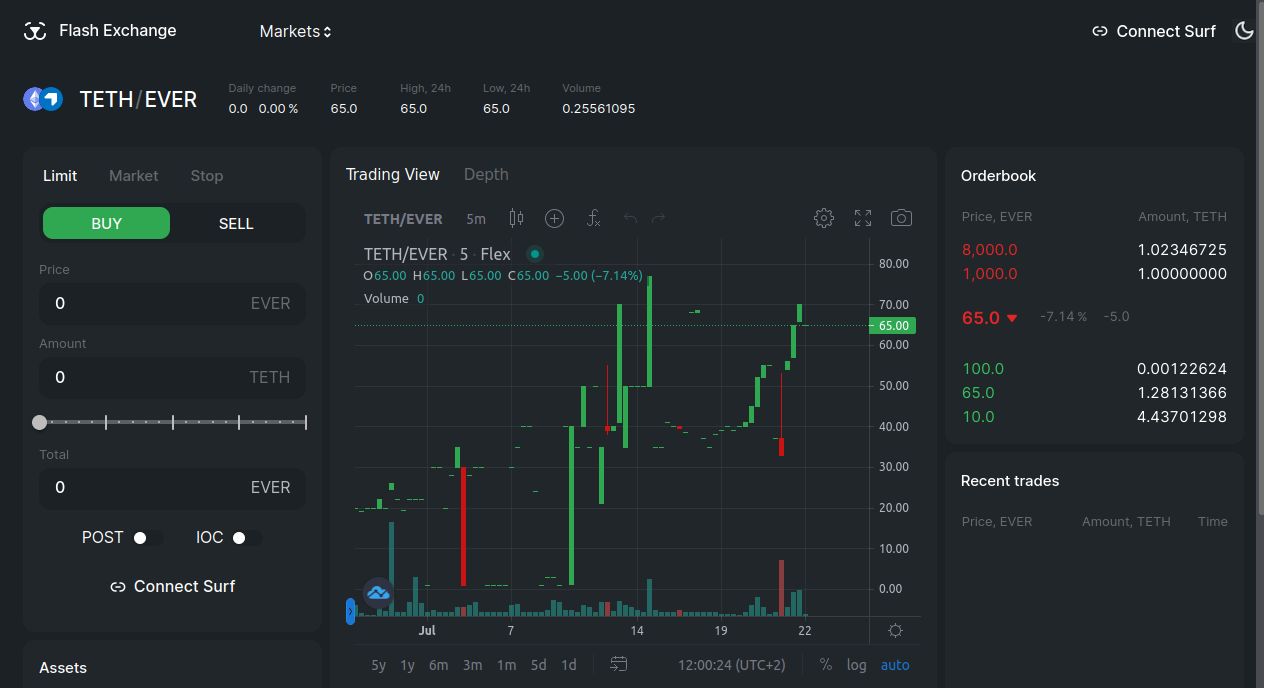 Flash Exchange
Markets
Connect Surf
TETH/EVER
Daily change
0.0 0.00 %
Price
65.0
High, 24h
65.0
Low, 24h
65.0
Volume
0.25561095
Limit Market Stop
BUY SELL
Price
0 EVER
Amount
0 TETH
Total
0 EVER
POST IOC
Connect Surf
Assets
Trading View Depth
TETH/EVER 5m
TETH/EVER · 5 · Flex
O65.00 H65.00 L65.00 C65.00 −5.00 (−7.14%)
Volume 0
80.00
70.00
65.00
60.00
50.00
40.00
30.00
20.00
10.00
0.00
Jul 7 14 19 22
5y 1y 6m 3m 1m 5d 1d 12:00:24 (UTC+2) % log auto
Orderbook
Price, EVER Amount, TETH
8,000.0 1.02346725
1,000.0 1.00000000
65.0 -7.14 % -5.0
100.0 0.00122624
65.0 1.28131366
10.0 4.43701298
Recent trades
Price, EVER Amount, TETH Time